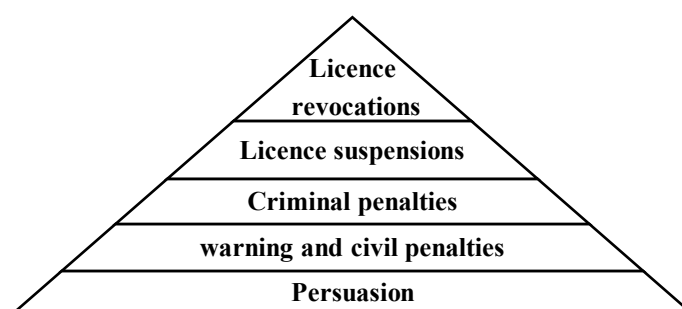 Licence
revocations
Licence suspensions
Criminal penalties
warning and civil penalties
Persuasion